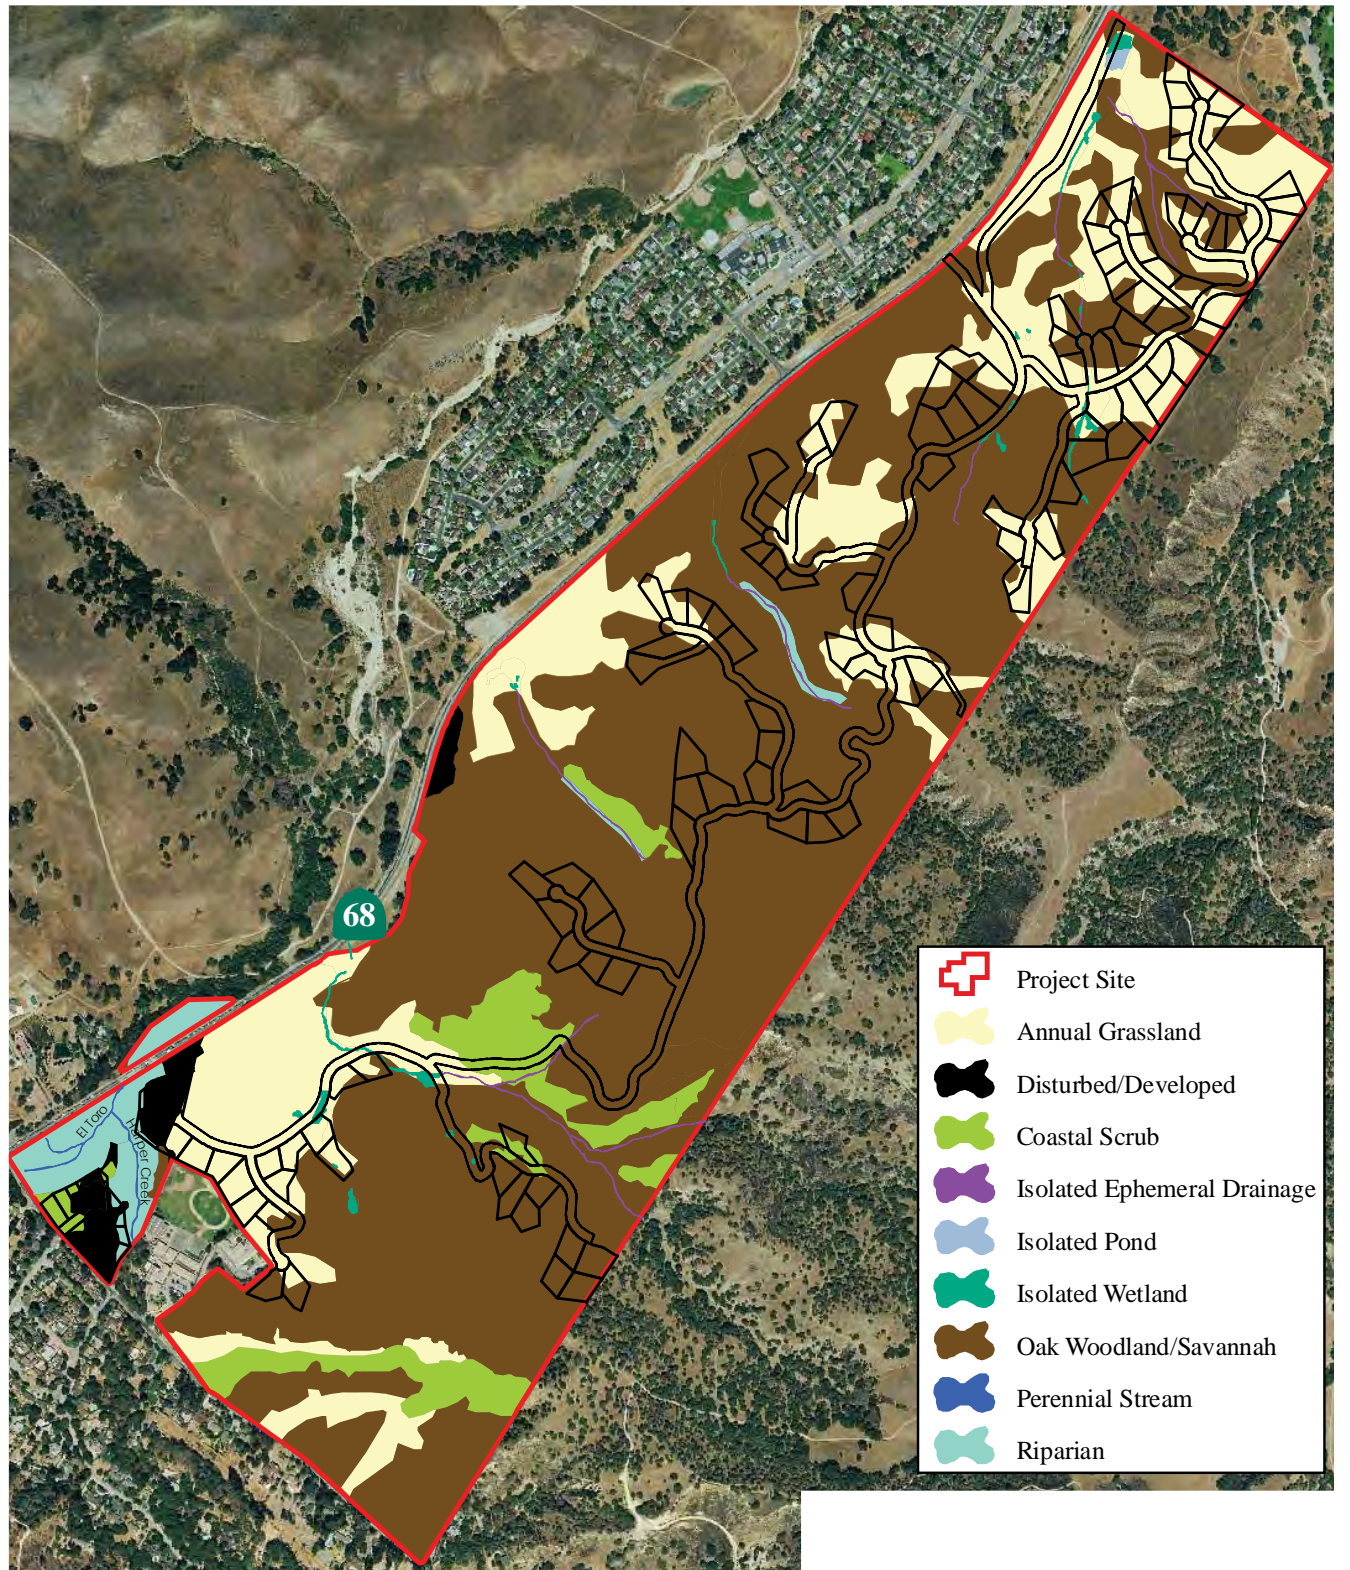 68
El Toro
Harper Creek
Project Site
Annual Grassland
Disturbed/Developed
Coastal Scrub
Isolated Ephemeral Drainage
Isolated Pond
Isolated Wetland
Oak Woodland/Savannah
Perennial Stream
Riparian